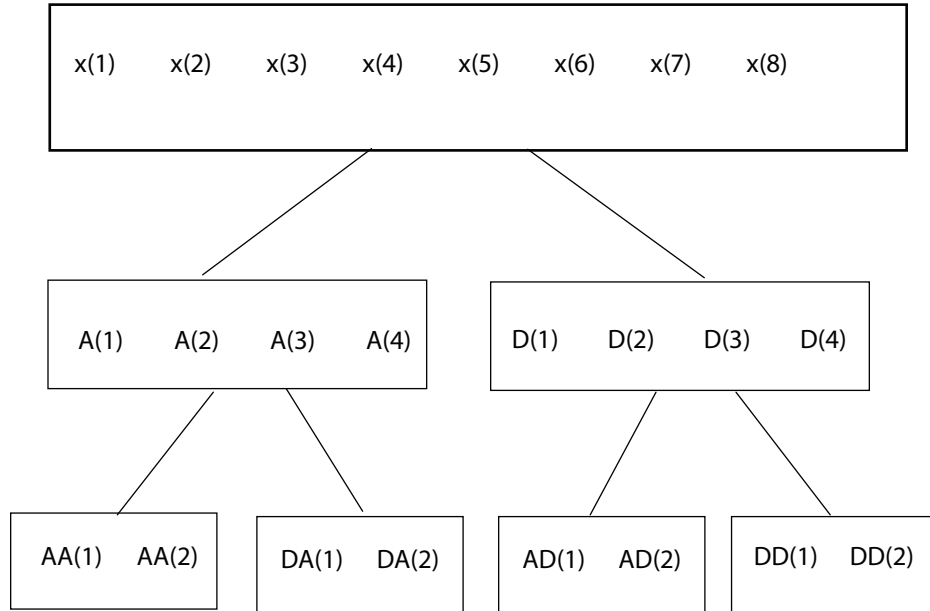 x(1) x(2) x(3) x(4) x(5) x(6) x(7) x(8)
A(1) A(2) A(3) A(4) D(1) D(2) D(3) D(4)
AA(1) AA(2) DA(1) DA(2) AD(1) AD(2) DD(1) DD(2)